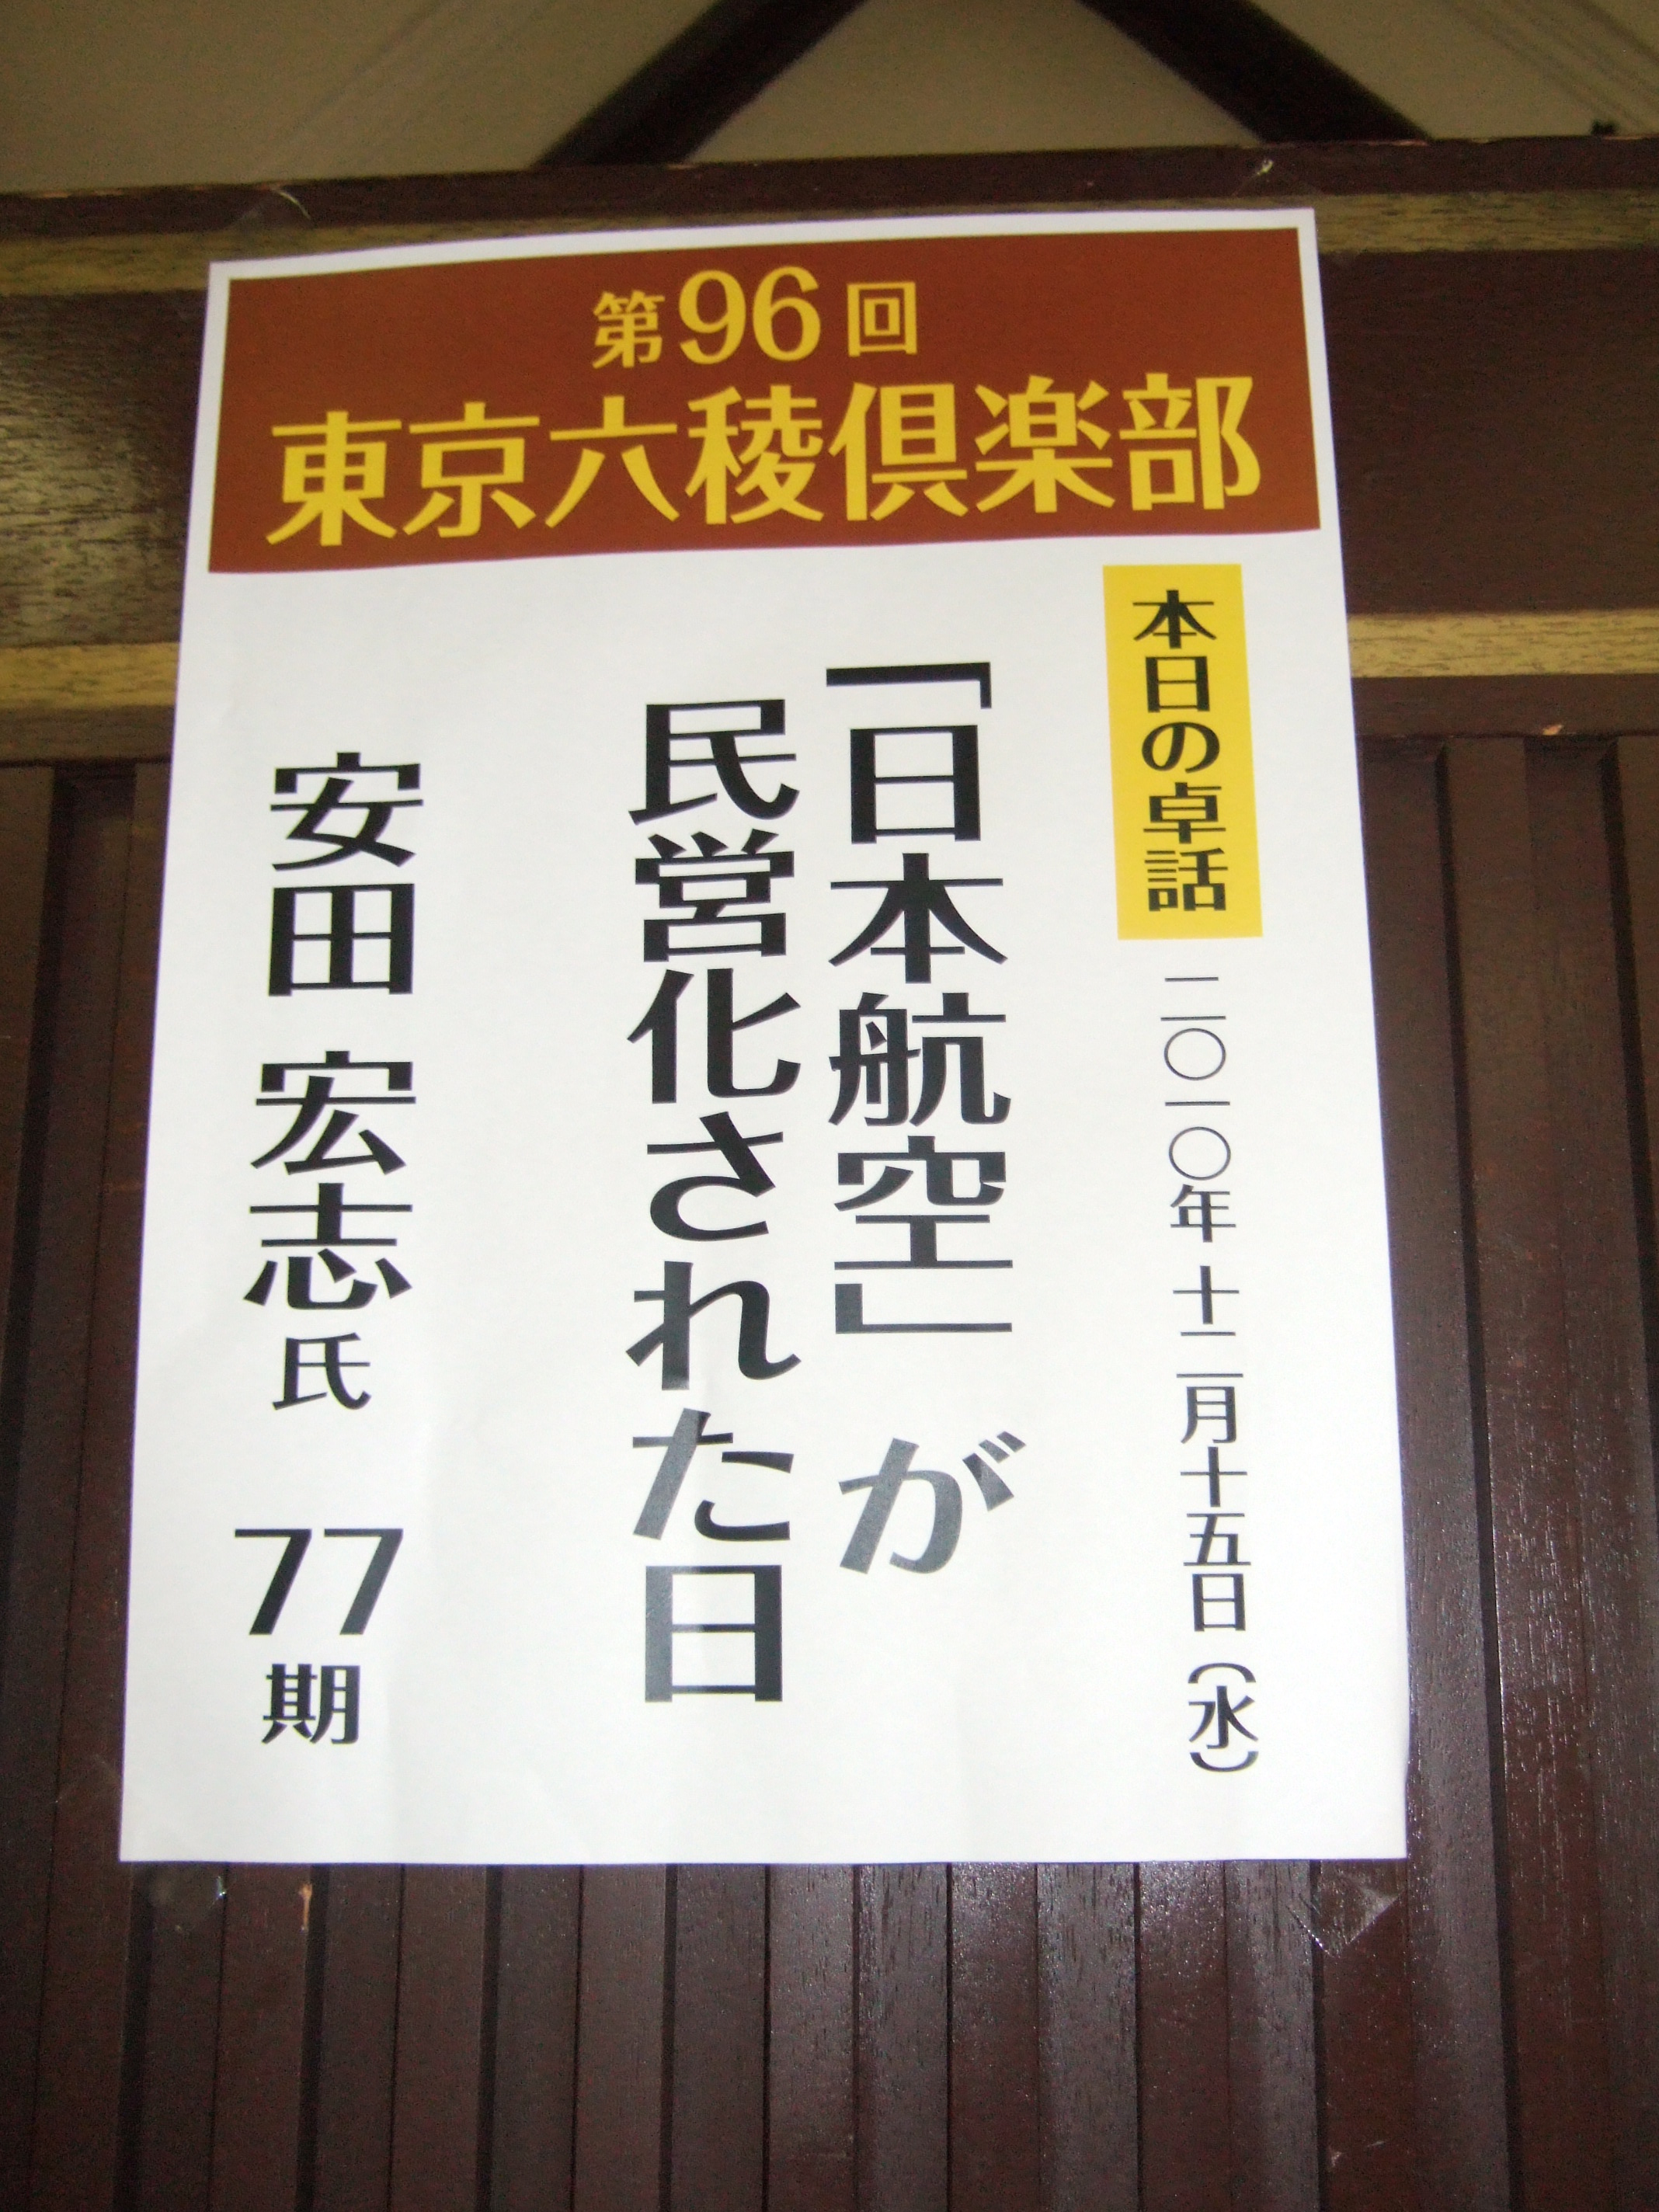 第96回
東京六稜倶楽部
本日の卓話 二〇一〇年 十二月十五日(水)
「日本航空」が
民営化された日
安田 宏志氏 77期